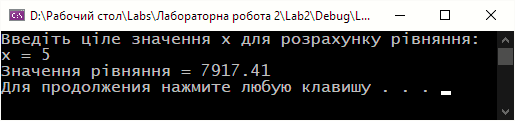 D:\Рабочий стол\Labs\Лабораторна робота 2\Lab2\Debug\L...
Введіть ціле значення x для розрахунку рівняння:
x = 5
Значення рівняння = 7917.41
Для продолжения нажмите любую клавишу . . .